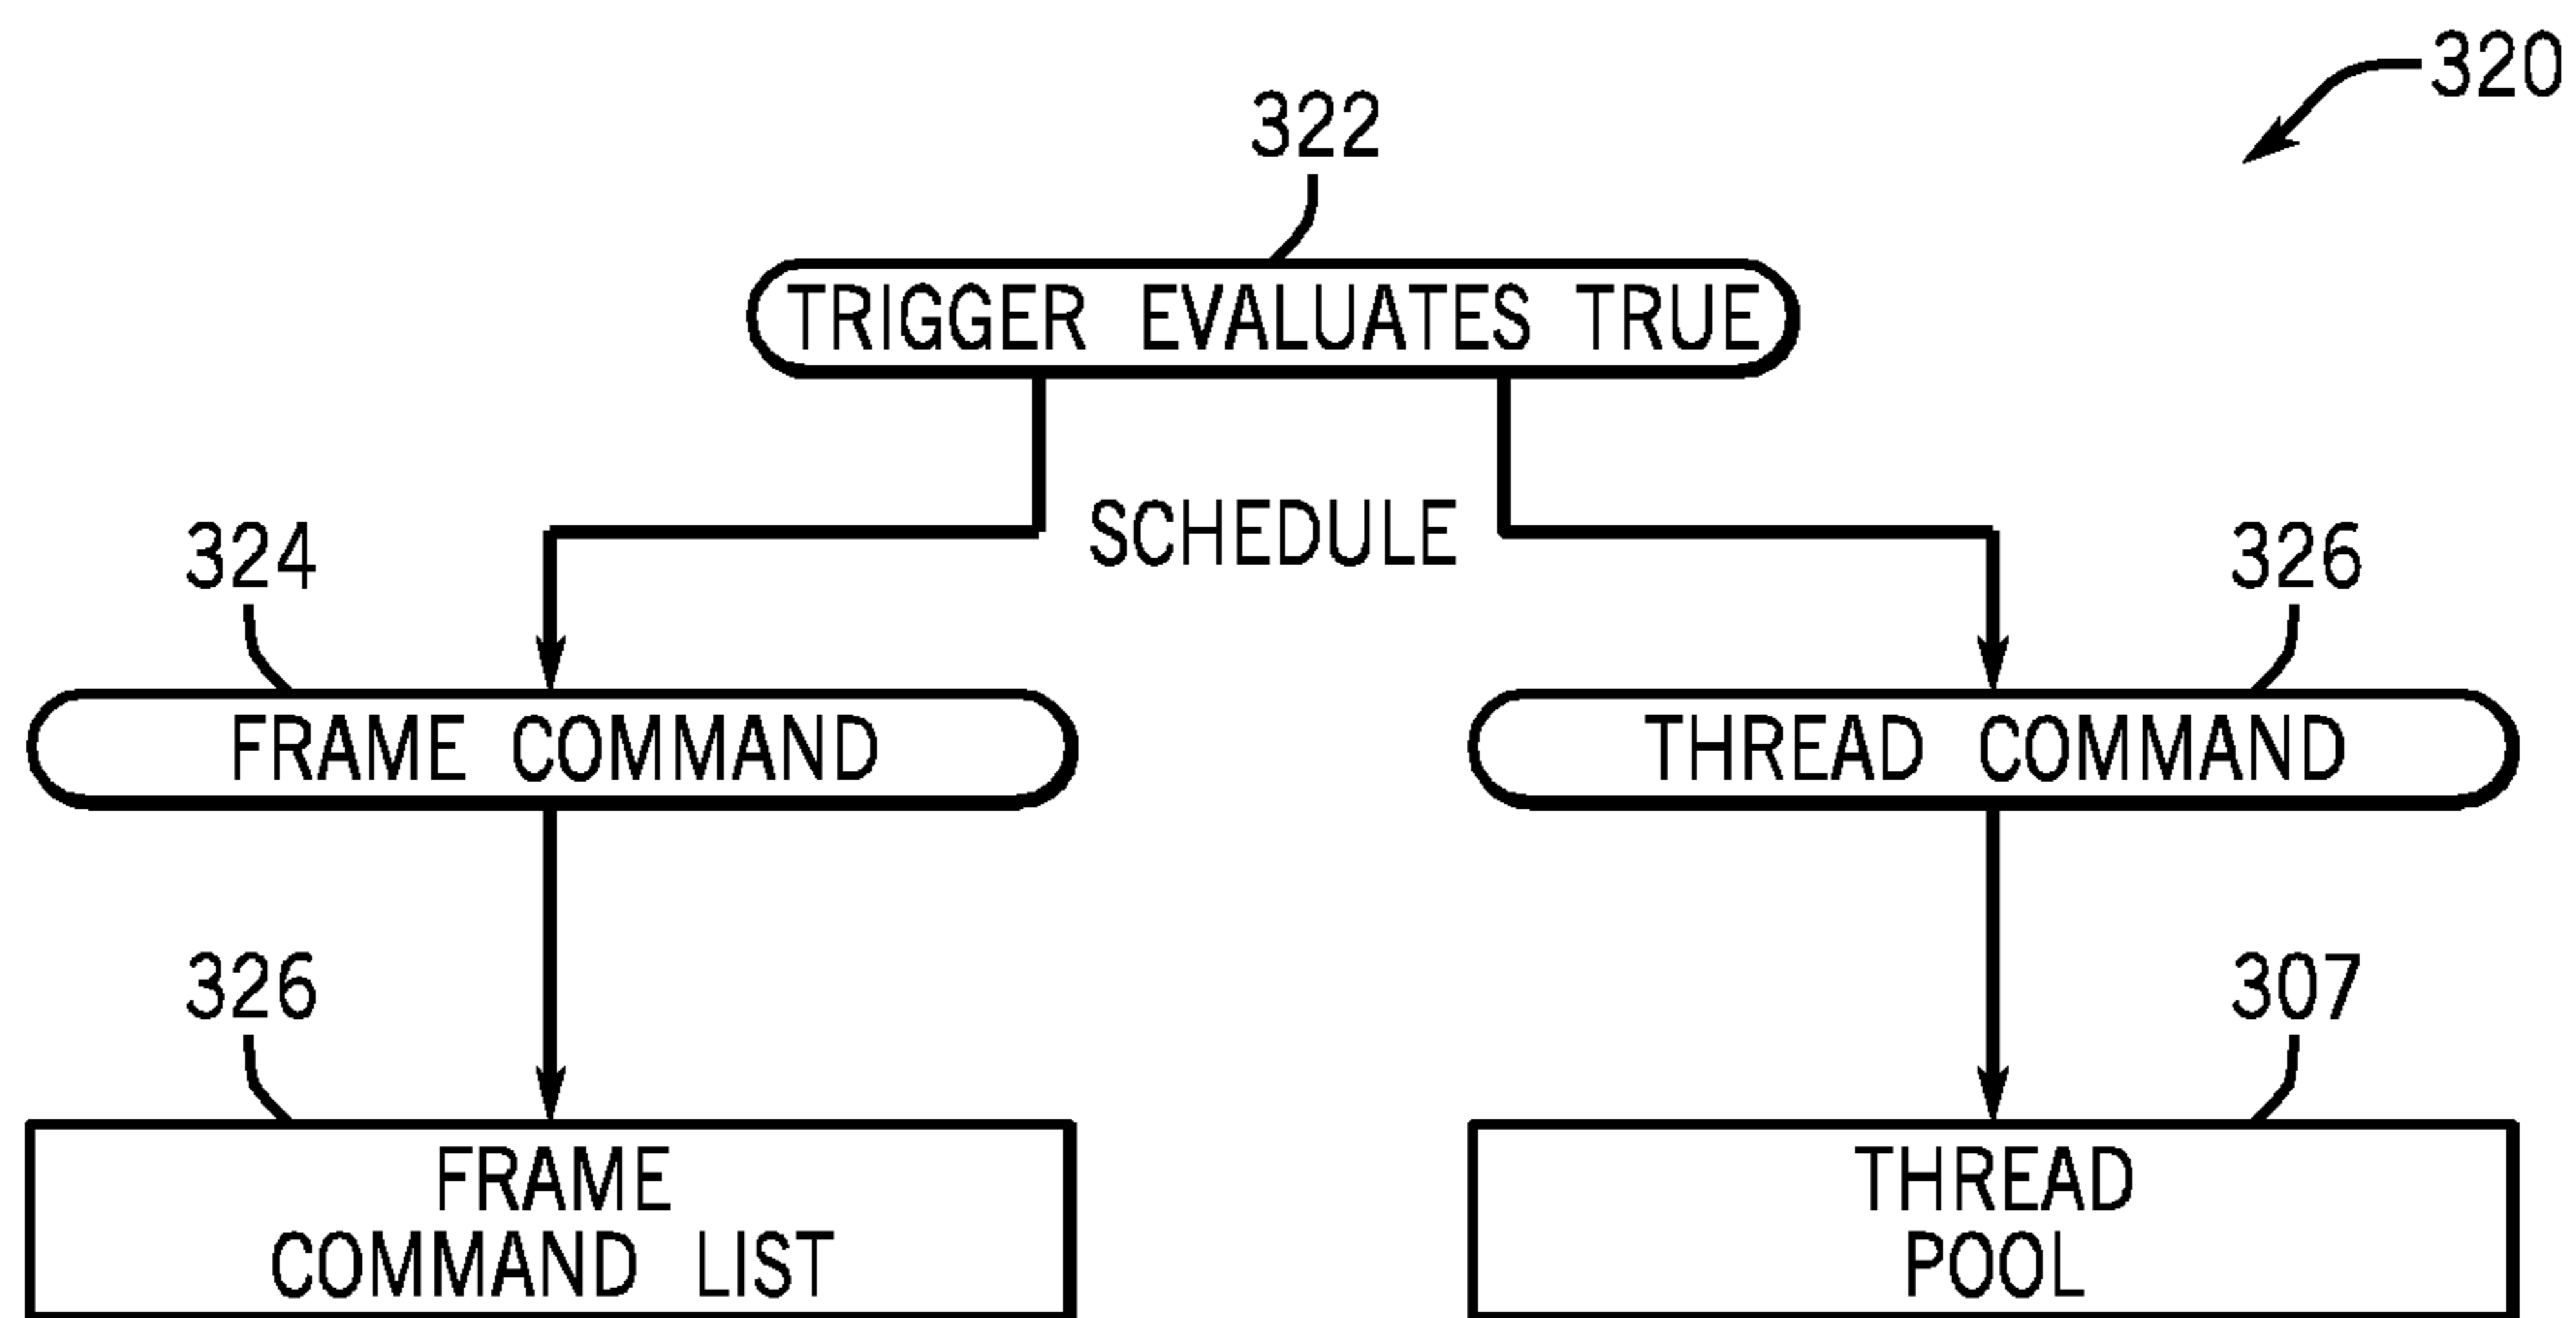 320
322
TRIGGER EVALUATES TRUE
SCHEDULE
324
326
FRAME COMMAND
THREAD COMMAND
326
307
FRAME
COMMAND LIST
THREAD
POOL